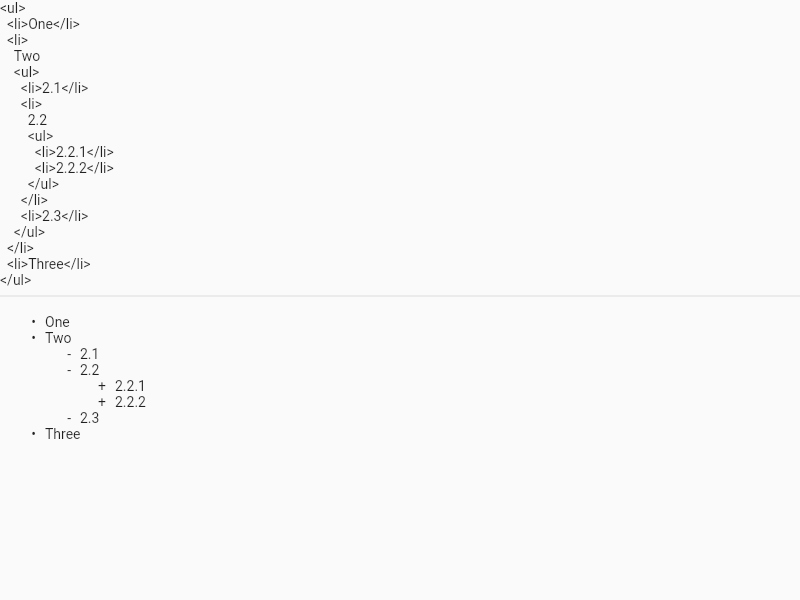 <ul>
  <li>One</li>
  <li>
    Two
    <ul>
      <li>2.1</li>
      <li>
        2.2
        <ul>
          <li>2.2.1</li>
          <li>2.2.2</li>
        </ul>
      </li>
      <li>2.3</li>
    </ul>
  </li>
  <li>Three</li>
</ul>
• One
• Two
- 2.1
- 2.2
+ 2.2.1
+ 2.2.2
- 2.3
• Three